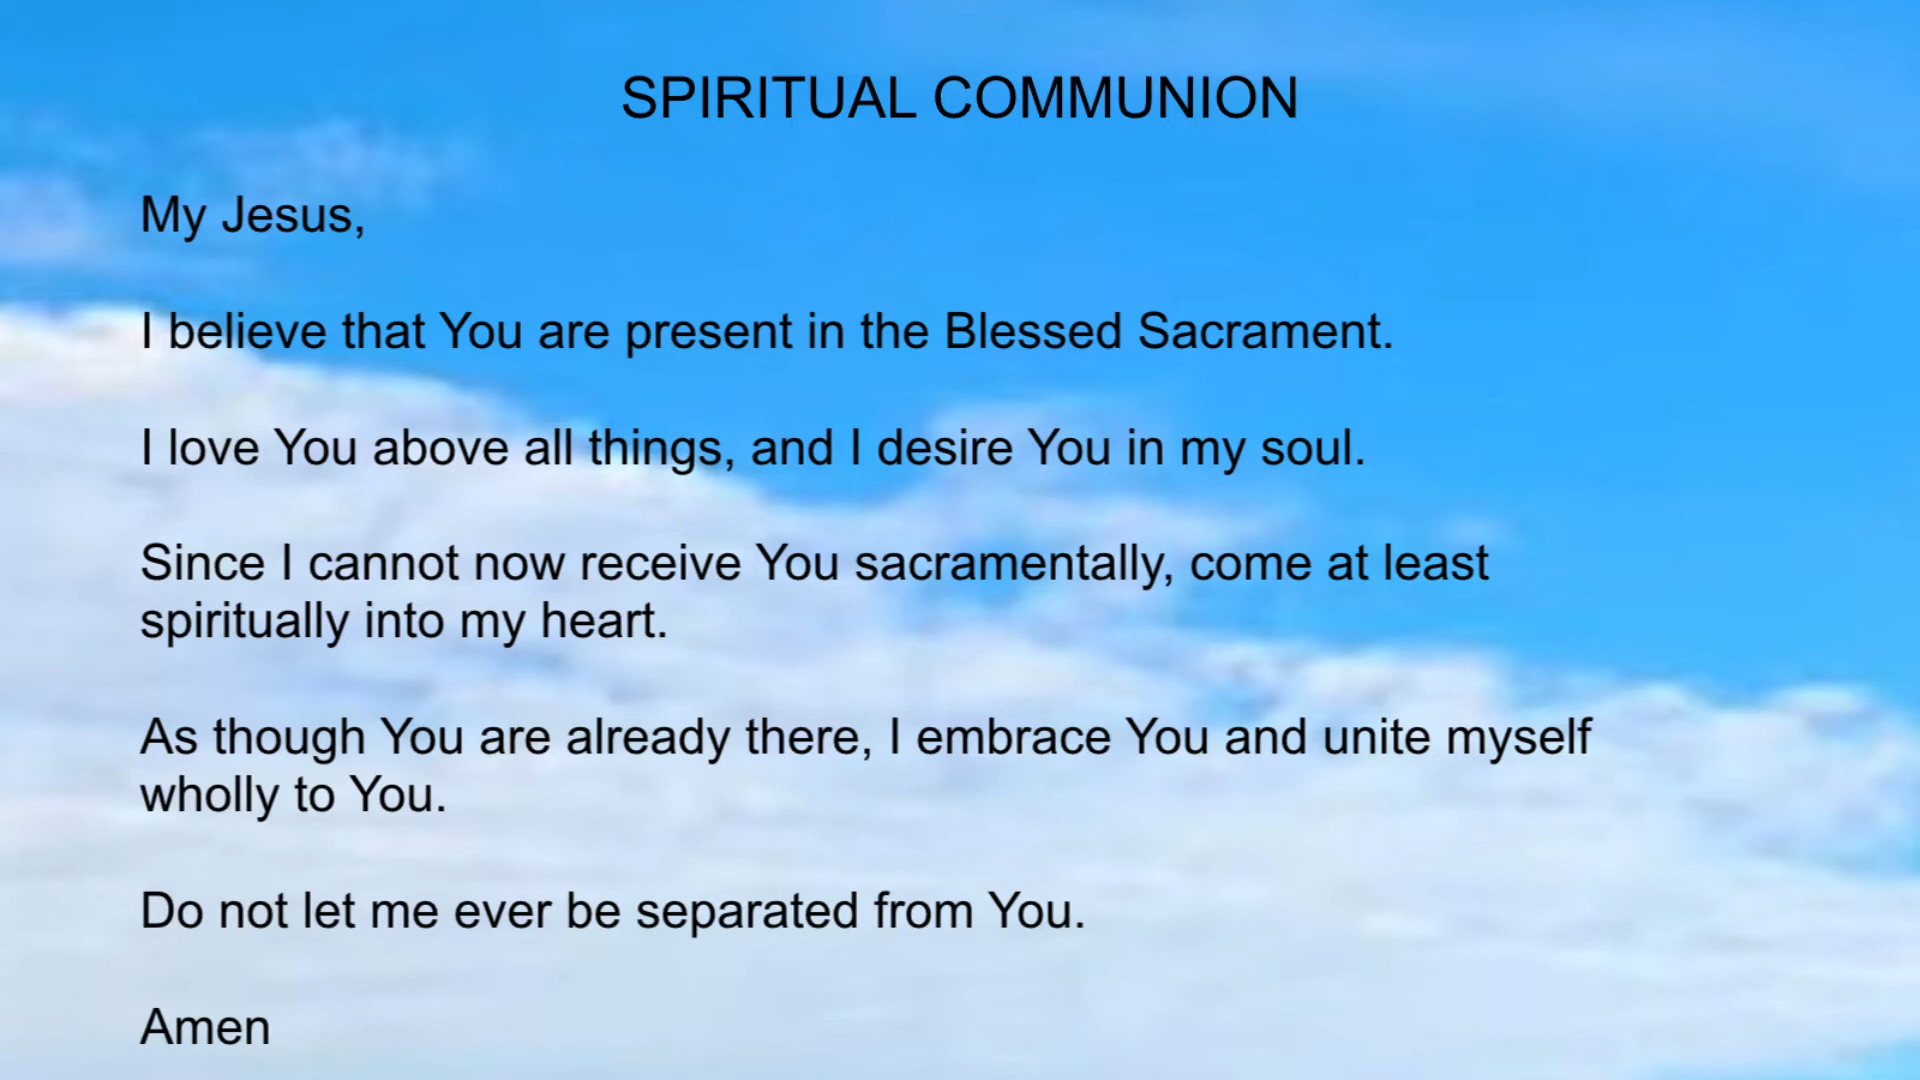 SPIRITUAL COMMUNION
My Jesus,
I believe that You are present in the Blessed Sacrament.
I love You above all things, and I desire You in my soul.
Since I cannot now receive You sacramentally, come at least
spiritually into my heart.
As though You are already there, I embrace You and unite myself
wholly to You.
Do not let me ever be separated from You.
Amen